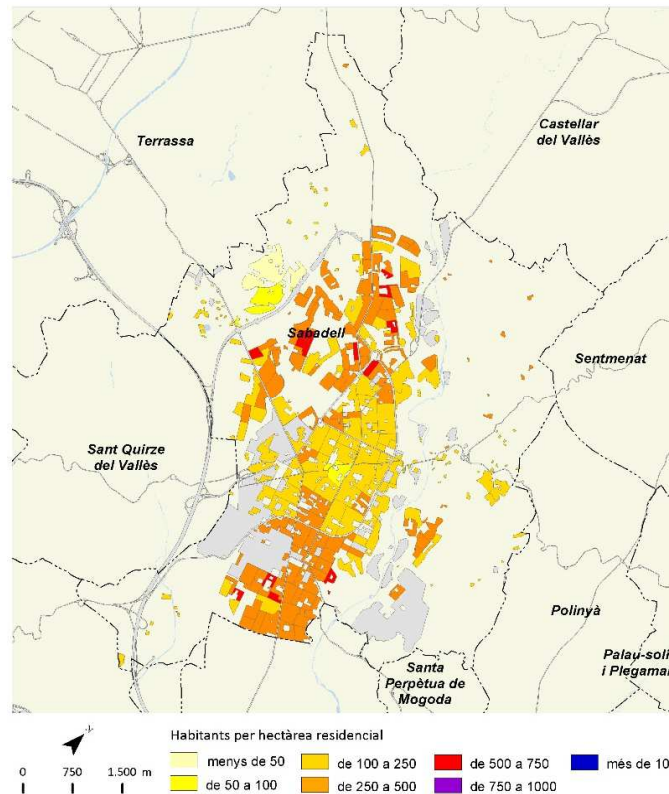 Terrassa
Castellar
del Vallès
Sabadell
Sentmenat
Sant Quirze
del Vallès
Polinyà
Santa
Perpètua de
Mogoda
Palau-soli
i Plegama
Habitants per hectàrea residencial
menys de 50
de 100 a 250
de 500 a 750
més de 10
de 50 a 100
de 250 a 500
de 750 a 1000
0 750 1.500 m